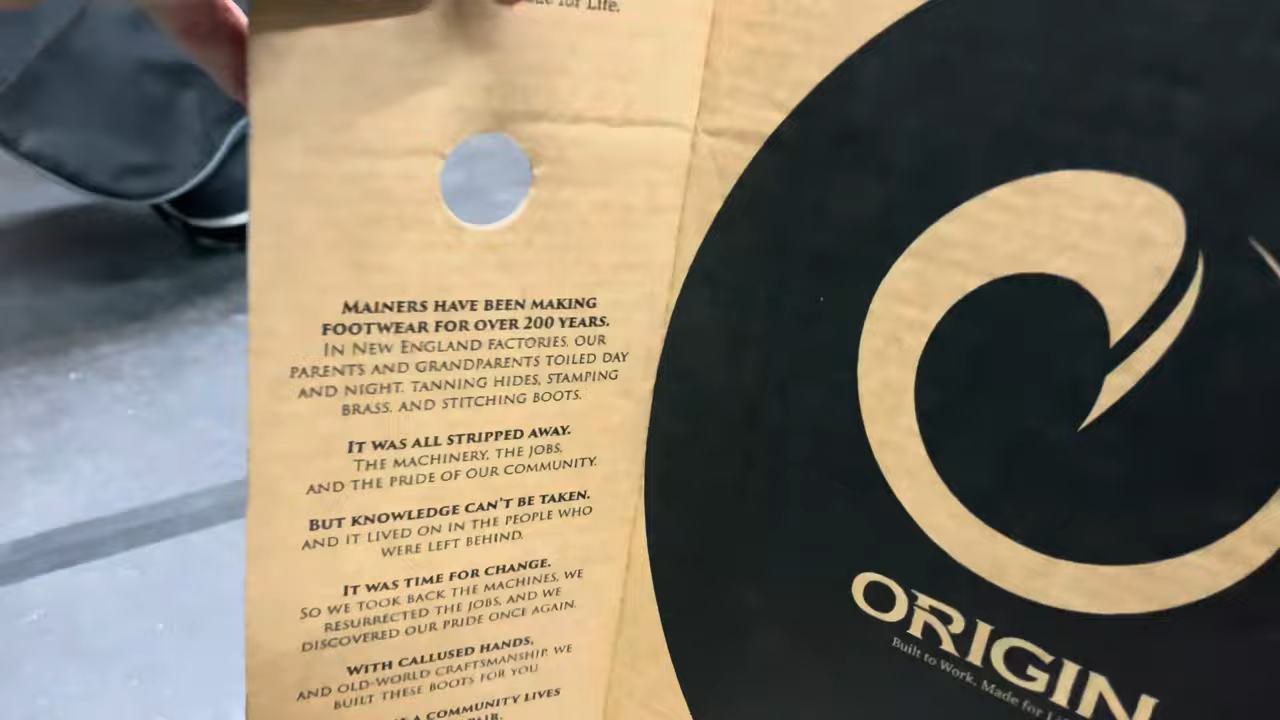 for Life.
MAINERS HAVE BEEN MAKING
FOOTWEAR FOR OVER 200 YEARS.
IN NEW ENGLAND FACTORIES, OUR
PARENTS AND GRANDPARENTS TOILED DAY
AND NIGHT, TANNING HIDES, STAMPING
BRASS, AND STITCHING BOOTS.
IT WAS ALL STRIPPED AWAY.
THE MACHINERY, THE JOBS,
AND THE PRIDE OF OUR COMMUNITY.
BUT KNOWLEDGE CAN'T BE TAKEN.
AND IT LIVED ON IN THE PEOPLE WHO
WERE LEFT BEHIND.
IT WAS TIME FOR CHANGE.
SO WE TOOK BACK THE MACHINES, WE
RESURRECTED THE JOBS, AND WE
DISCOVERED OUR PRIDE ONCE AGAIN.
WITH CALLUSED HANDS,
AND OLD-WORLD CRAFTSMANSHIP, WE
BUILT THESE BOOTS FOR YOU
A COMMUNITY LIVES
ORIGIN
Built to Work, Made for